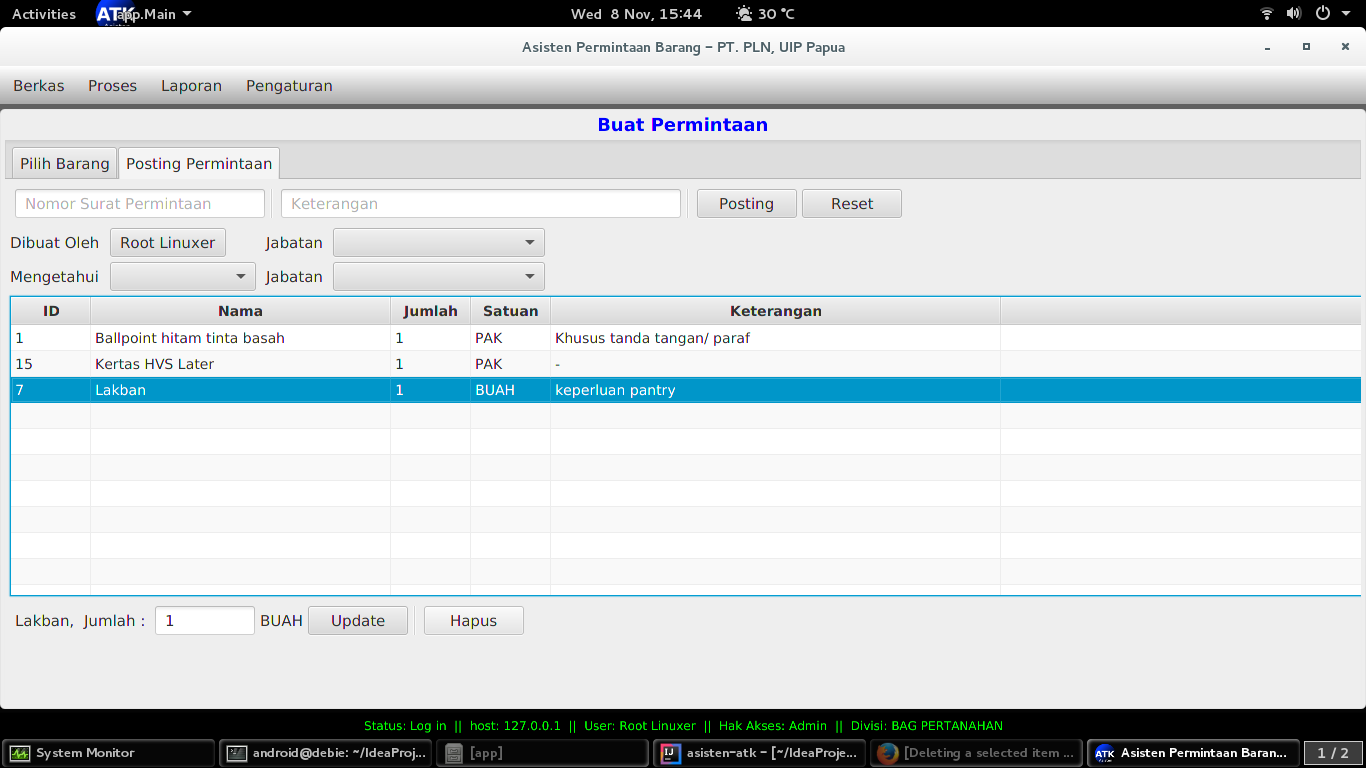 Activities ATK app.Main Wed 8 Nov, 15:44 30 °C
Asisten Permintaan Barang - PT. PLN, UIP Papua
Berkas Proses Laporan Pengaturan
Buat Permintaan
Pilih Barang Posting Permintaan
Nomor Surat Permintaan Keterangan Posting Reset
Dibuat Oleh Root Linuxer Jabatan
Mengetahui Jabatan
ID Nama Jumlah Satuan Keterangan
1 Ballpoint hitam tinta basah 1 PAK Khusus tanda tangan/ paraf
15 Kertas HVS Later 1 PAK -
7 Lakban 1 BUAH keperluan pantry
Lakban, Jumlah : 1 BUAH Update Hapus
Status: Log in || host: 127.0.0.1 || User: Root Linuxer || Hak Akses: Admin || Divisi: BAG PERTANAHAN
System Monitor android@debie: ~/IdeaProj... [app] asisten-atk - [~/IdeaProje... [Deleting a selected item ... ATK Asisten Permintaan Baran... 1 / 2